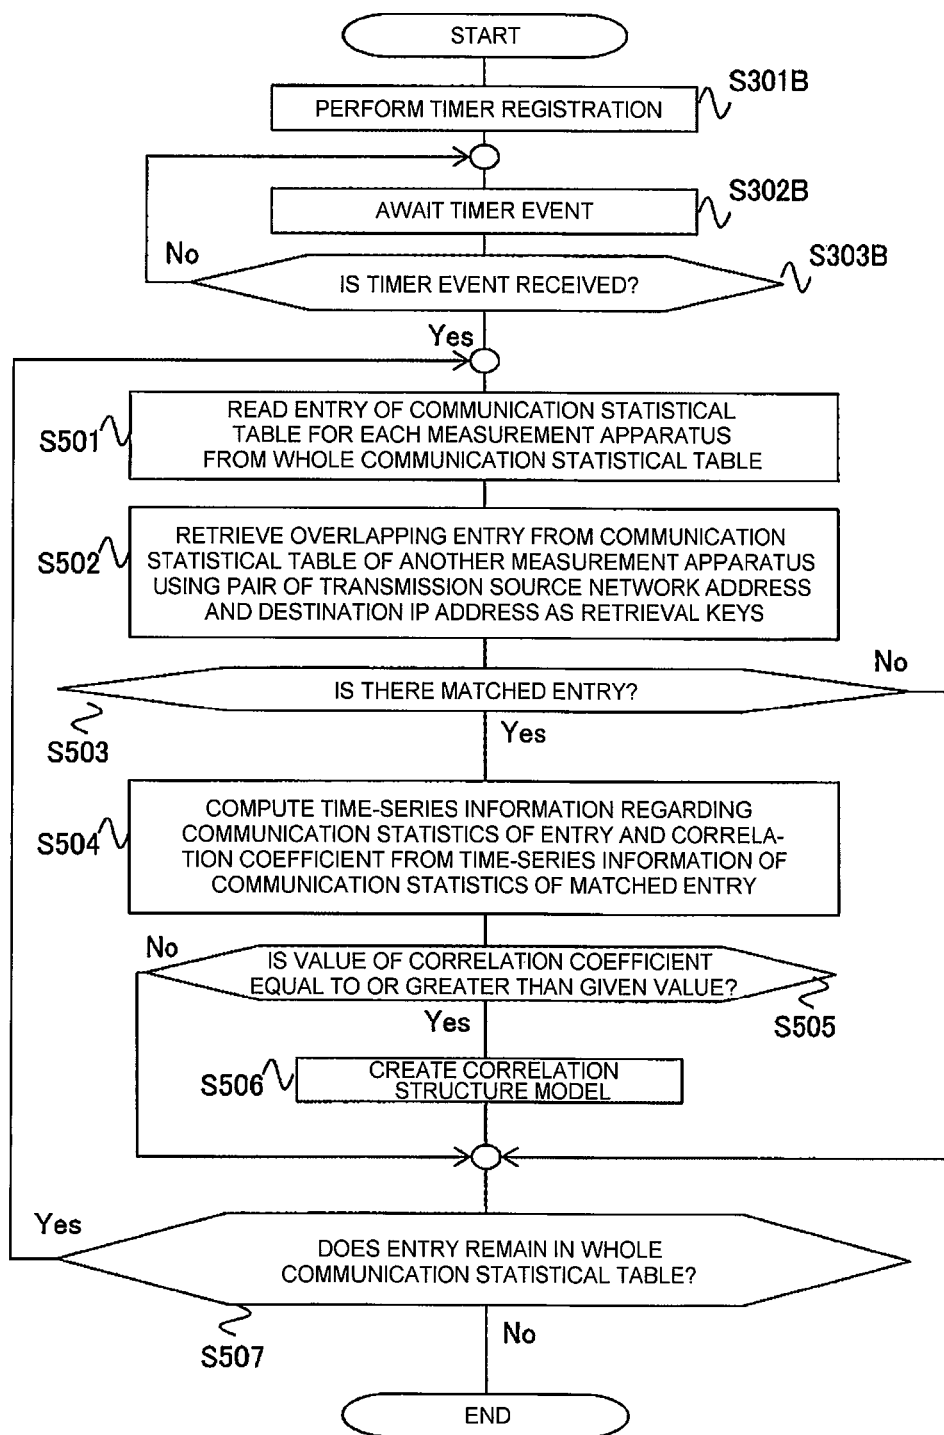 START
S301B
PERFORM TIMER REGISTRATION
S302B
AWAIT TIMER EVENT
No
S303B
IS TIMER EVENT RECEIVED?
Yes
READ ENTRY OF COMMUNICATION STATISTICAL
TABLE FOR EACH MEASUREMENT APPARATUS
FROM WHOLE COMMUNICATION STATISTICAL TABLE
S501
RETRIEVE OVERLAPPING ENTRY FROM COMMUNICATION
STATISTICAL TABLE OF ANOTHER MEASUREMENT APPARATUS
USING PAIR OF TRANSMISSION SOURCE NETWORK ADDRESS
AND DESTINATION IP ADDRESS AS RETRIEVAL KEYS
S502
No
IS THERE MATCHED ENTRY?
S503
Yes
COMPUTE TIME-SERIES INFORMATION REGARDING
COMMUNICATION STATISTICS OF ENTRY AND CORRELA-
TION COEFFICIENT FROM TIME-SERIES INFORMATION OF
COMMUNICATION STATISTICS OF MATCHED ENTRY
S504
No
IS VALUE OF CORRELATION COEFFICIENT
EQUAL TO OR GREATER THAN GIVEN VALUE?
S505
Yes
S506
CREATE CORRELATION
STRUCTURE MODEL
Yes
DOES ENTRY REMAIN IN WHOLE
COMMUNICATION STATISTICAL TABLE?
S507
No
END